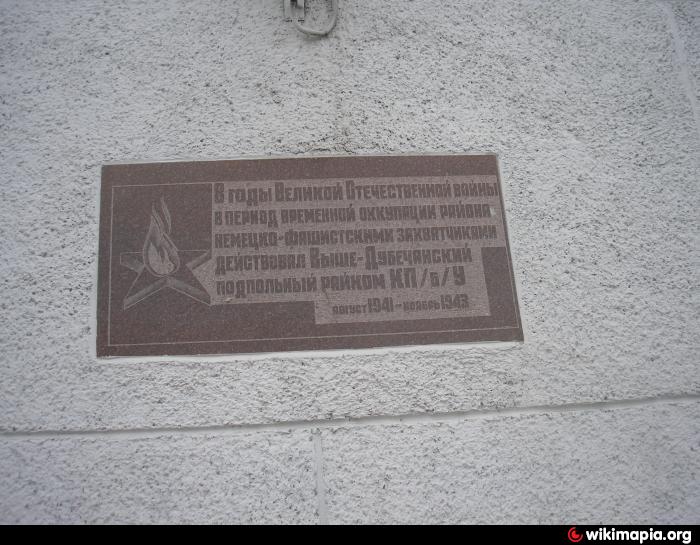 В годы Великой Отечественной войны
в период временной оккупации района
немецко-фашистскими захватчиками
действовал Выше-Дубечанский
подпольный райком КП/б/У
август 1941 – ноябрь 1943
wikimapia.org